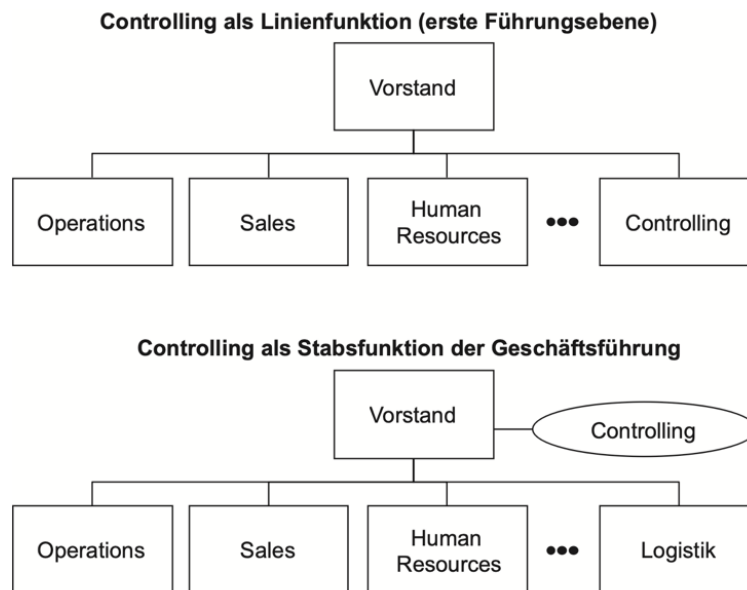 Controlling als Linienfunktion (erste Führungsebene)
Vorstand
Operations
Sales
Human
Resources
•••
Controlling
Controlling als Stabsfunktion der Geschäftsführung
Vorstand
Controlling
Operations
Sales
Human
Resources
•••
Logistik